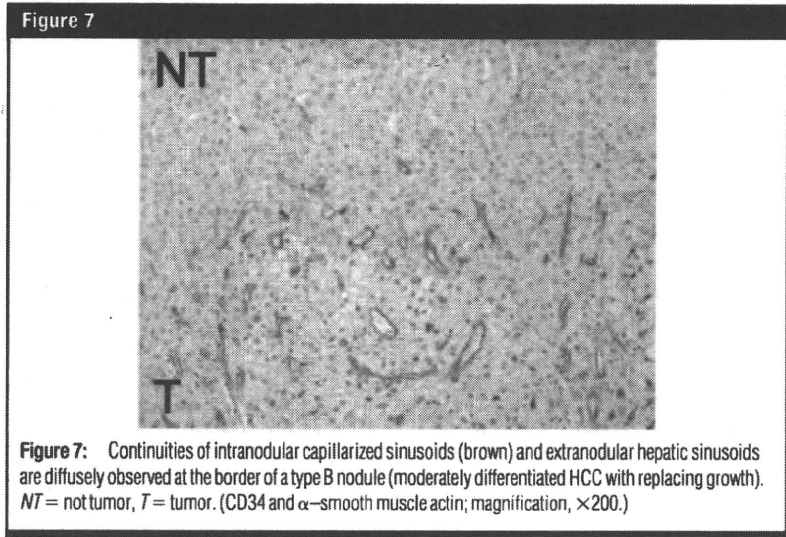 Figure 7
NT
T
Figure 7: Continuities of intranodular capillarized sinusoids (brown) and extranodular hepatic sinusoids
are diffusely observed at the border of a type B nodule (moderately differentiated HCC with replacing growth).
NT = not tumor, T = tumor. (CD34 and α–smooth muscle actin; magnification, ×200.)